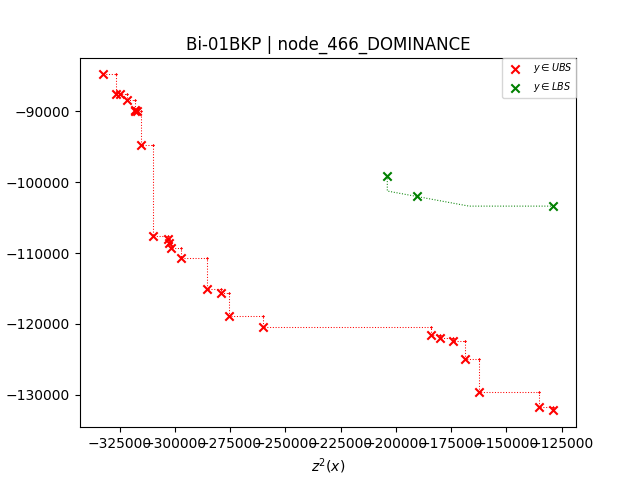 Bi-01BKP | node_466_DOMINANCE
y ∈ UBS
y ∈ LBS
−90000
−100000
−110000
−120000
−130000
−325000−300000−275000−250000−225000−200000−175000−150000−125000
z²(x)